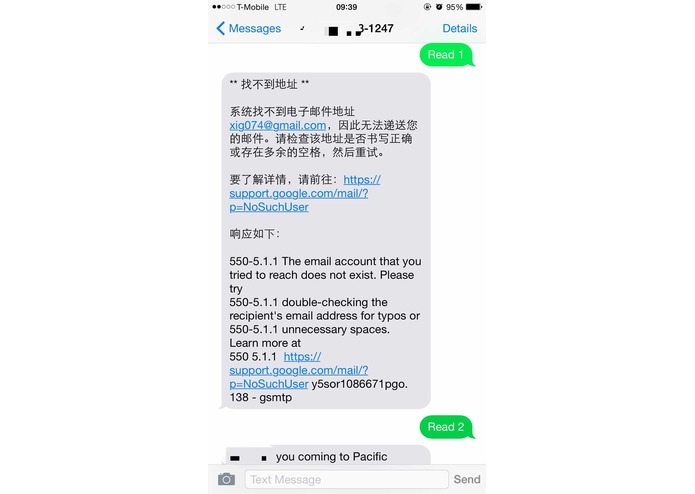 T-Mobile LTE 09:39 95%
Messages 3-1247 Details
Read 1
** 找不到地址 **
系统找不到电子邮件地址
xig074@gmail.com，因此无法递送您
的邮件。请检查该地址是否书写正确
或存在多余的空格，然后重试。
要了解详情，请前往：https://
support.google.com/mail/?
p=NoSuchUser
响应如下：
550-5.1.1 The email account that you
tried to reach does not exist. Please
try
550-5.1.1 double-checking the
recipient's email address for typos or
550-5.1.1 unnecessary spaces.
Learn more at
550 5.1.1 https://
support.google.com/mail/?
p=NoSuchUser y5sor1086671pgo.
138 - gsmtp
Read 2
you coming to Pacific
Text Message Send